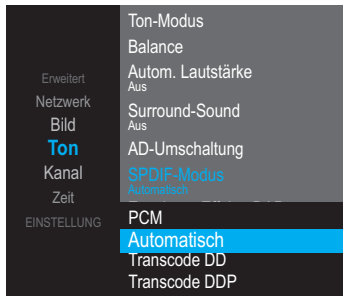 Erweitert
Netzwerk
Bild
Ton
Kanal
Zeit
EINSTELLUNG
Ton-Modus
Balance
Autom. Lautstärke
Aus
Surround-Sound
Aus
AD-Umschaltung
SPDIF-Modus
Automatisch
PCM
Automatisch
Transcode DD
Transcode DDP